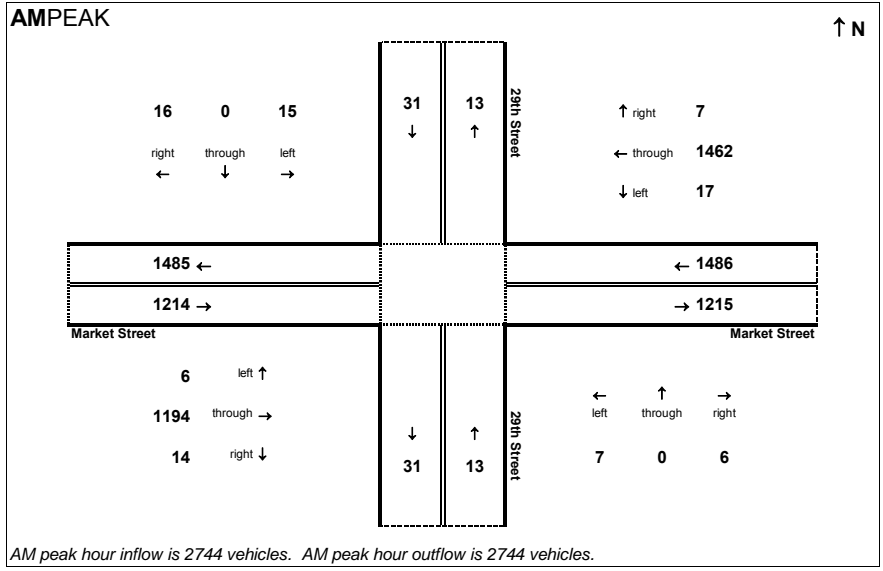 AM PEAK
↑ N
16 0 15
right through left
← ↓ →
31 13
↓ ↑
29th Street
↑ right 7
← through 1462
↓ left 17
1485 ←
← 1486
1214 →
→ 1215
Market Street
Market Street
6 left ↑
1194 through →
14 right ↓
↓ ↑
31 13
29th Street
← ↑ →
left through right
7 0 6
AM peak hour inflow is 2744 vehicles. AM peak hour outflow is 2744 vehicles.